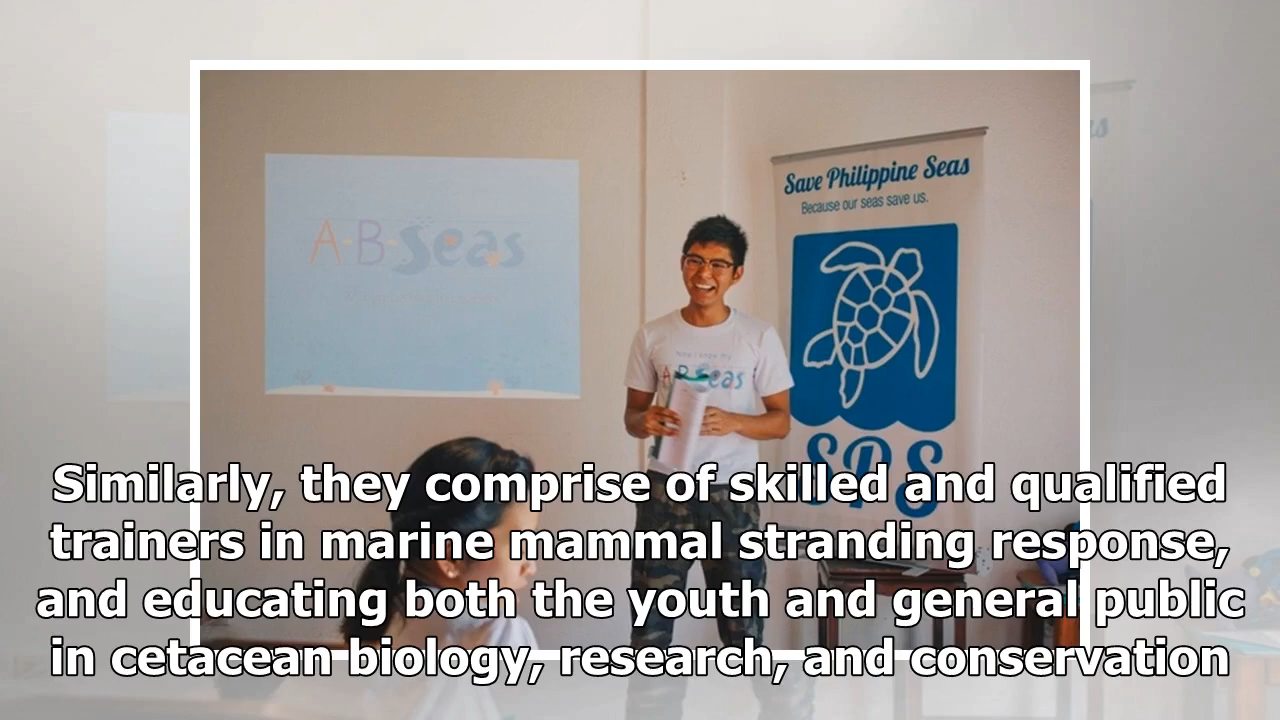 Save Philippine Seas
Because our seas save us.
A-B-Seas
A B Seas
SPS
Similarly, they comprise of skilled and qualified
trainers in marine mammal stranding response,
and educating both the youth and general public
in cetacean biology, research, and conservation